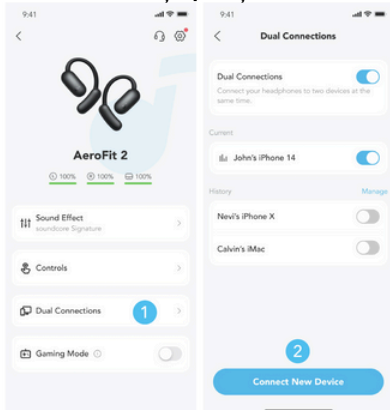 9:41
AeroFit 2
L 100% R 100% 100%
Sound Effect
soundcore Signature
Controls
Dual Connections
1
Gaming Mode
9:41
Dual Connections
Dual Connections
Connect your headphones to two devices at the
same time.
Current
John's iPhone 14
History Manage
Nevi's iPhone X
Calvin's iMac
2
Connect New Device